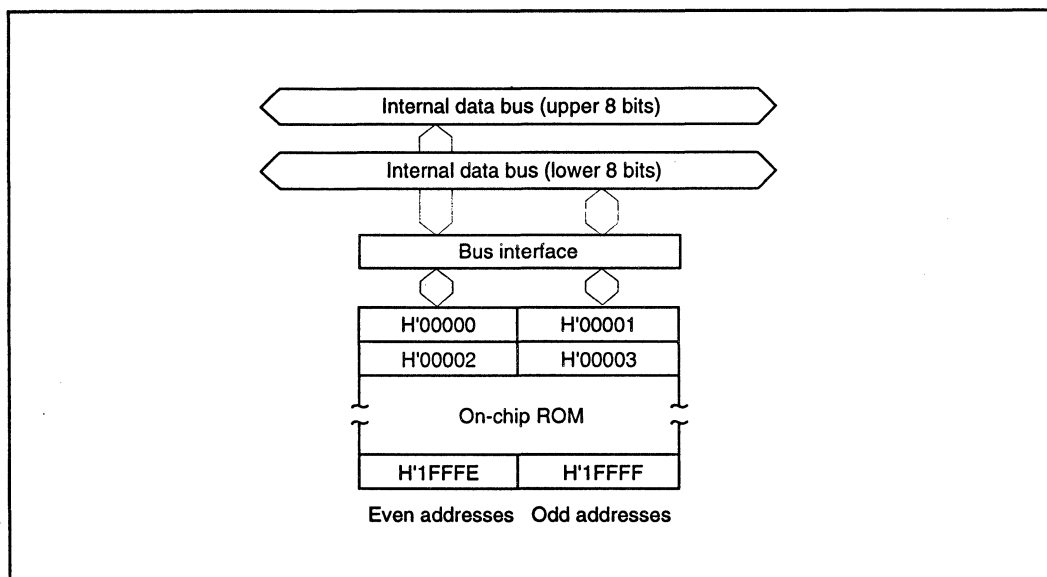 Internal data bus (upper 8 bits)
Internal data bus (lower 8 bits)
Bus interface
H'00000 H'00001
H'00002 H'00003
On-chip ROM
H'1FFFE H'1FFFF
Even addresses Odd addresses